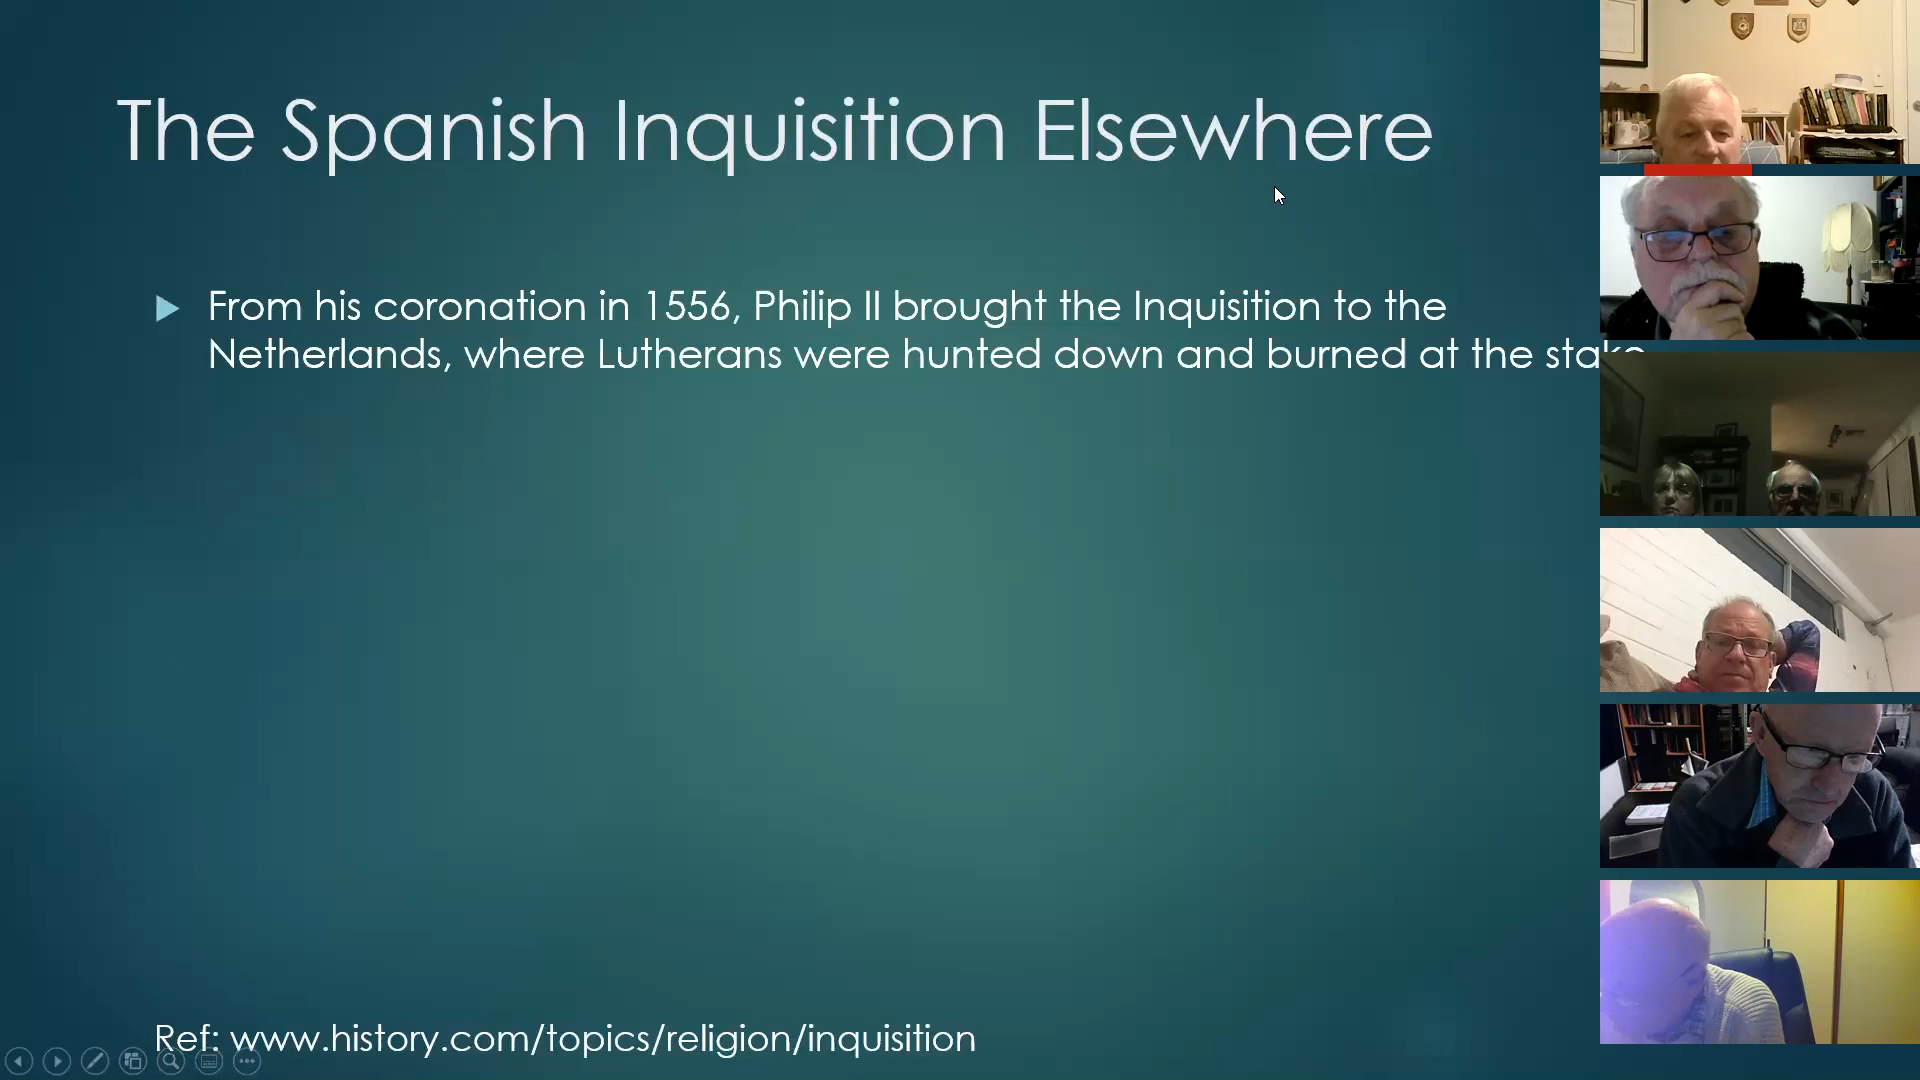 The Spanish Inquisition Elsewhere
From his coronation in 1556, Philip II brought the Inquisition to the
Netherlands, where Lutherans were hunted down and burned at the stake
Ref: www.history.com/topics/religion/inquisition